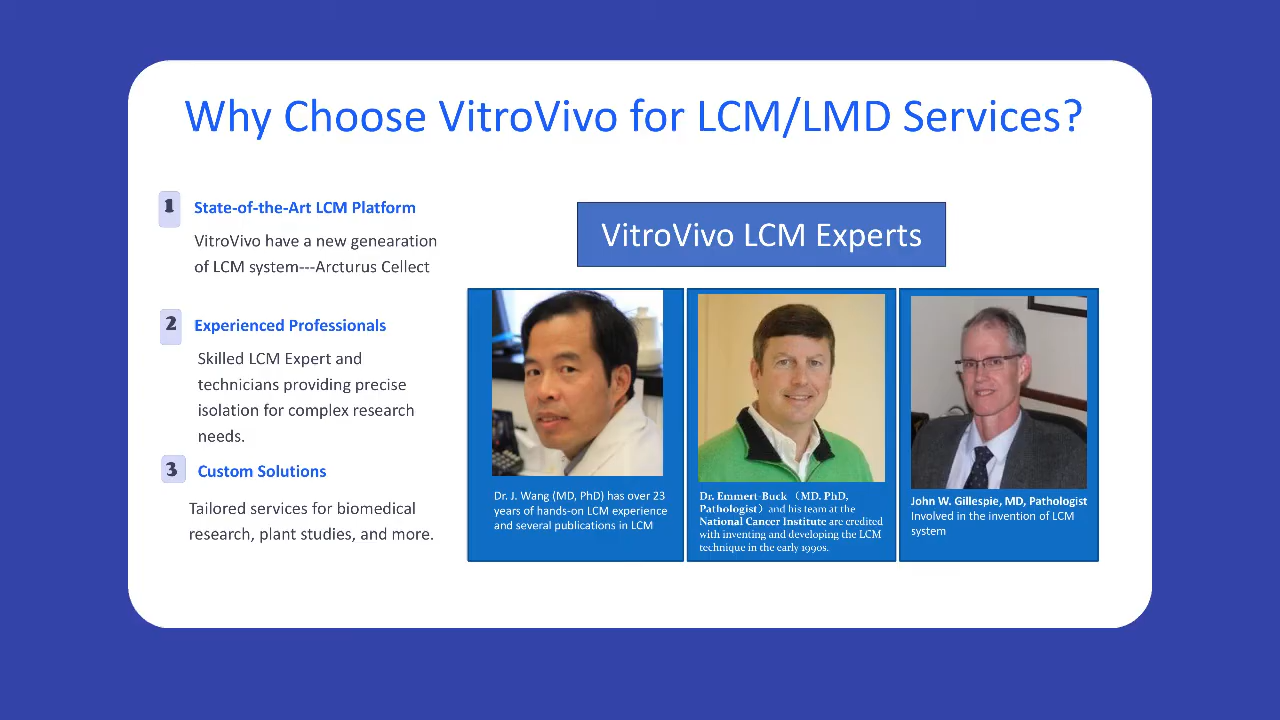 Why Choose VitroVivo for LCM/LMD Services?
1
State-of-the-Art LCM Platform
VitroVivo have a new genearation
of LCM system---Arcturus Cellect
2
Experienced Professionals
Skilled LCM Expert and
technicians providing precise
isolation for complex research
needs.
3
Custom Solutions
Tailored services for biomedical
research, plant studies, and more.
VitroVivo LCM Experts
Dr. J. Wang (MD, PhD) has over 23
years of hands-on LCM experience
and several publications in LCM
Dr. Emmert-Buck （MD. PhD,
Pathologist）and his team at the
National Cancer Institute are credited
with inventing and developing the LCM
technique in the early 1990s.
John W. Gillespie, MD, Pathologist
Involved in the invention of LCM
system